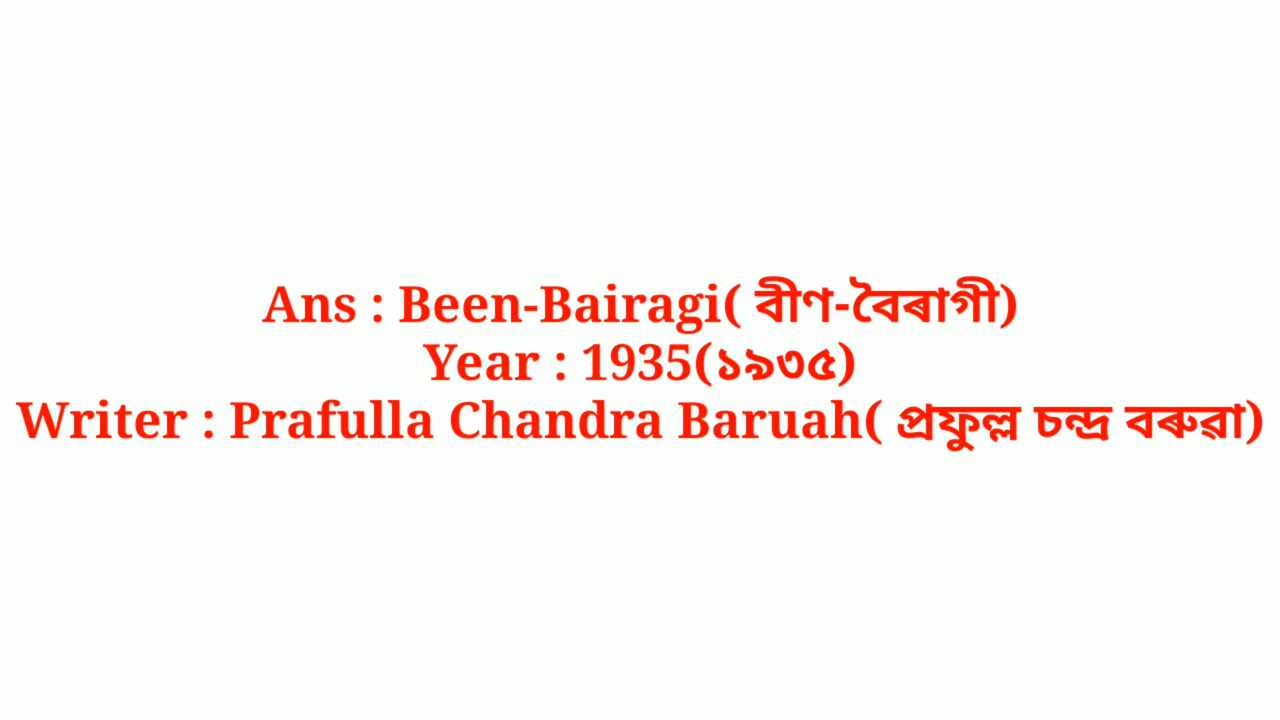 Ans : Been-Bairagi( বীণ-বৈৰাগী)
Year : 1935(১৯৩৫)
Writer : Prafulla Chandra Baruah( প্ৰফুল্ল চন্দ্ৰ বৰুৱা)